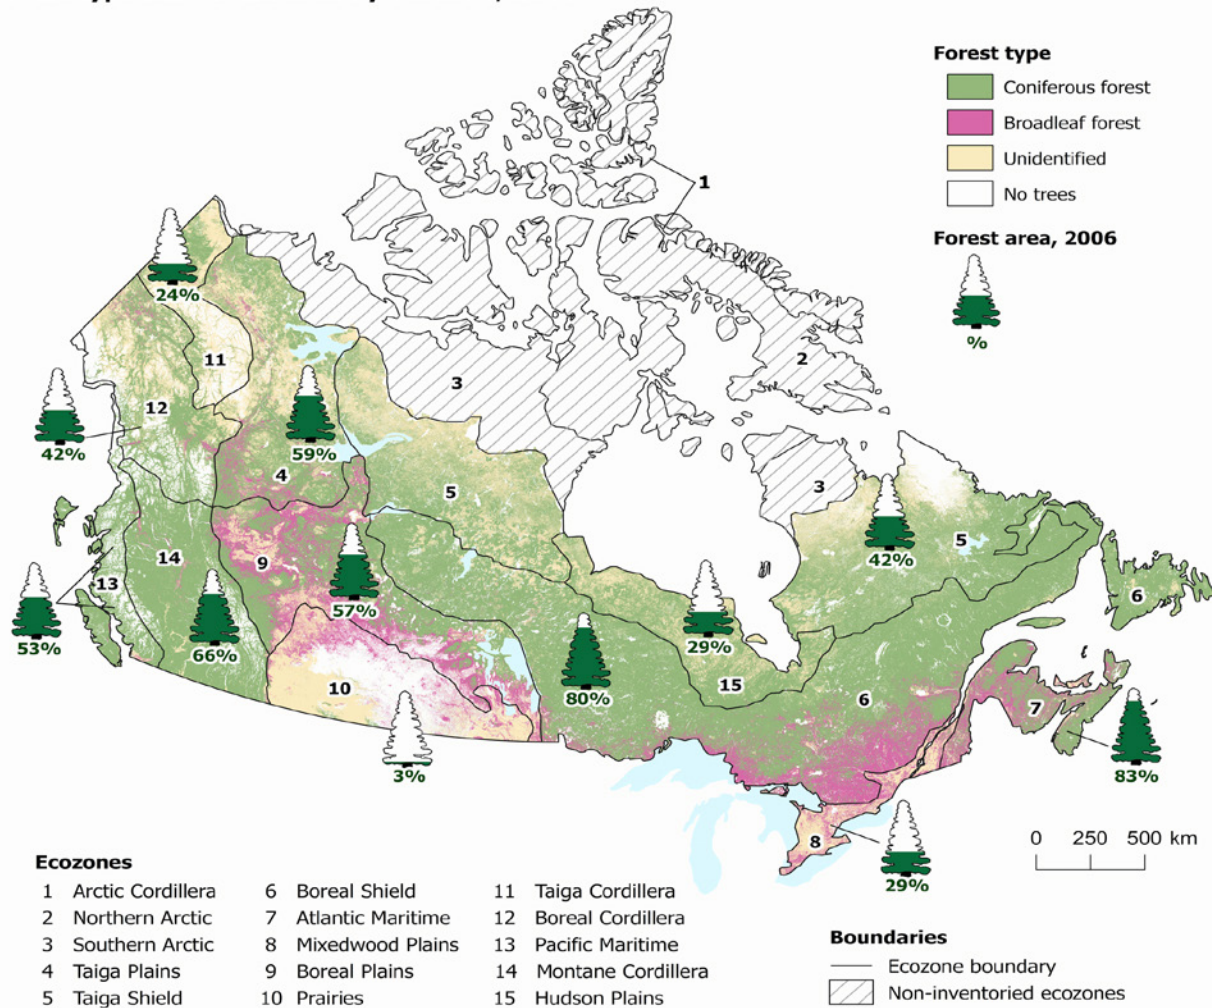 Forest type
Coniferous forest
Broadleaf forest
Unidentified
No trees
Forest area, 2006
%
1
24%
11
2
3
12
42%
59%
4
5
3
42%
5
14
9
13
53%
66%
57%
6
29%
15
80%
6
7
10
3%
83%
8
29%
0 250 500 km
Ecozones
1 Arctic Cordillera
2 Northern Arctic
3 Southern Arctic
4 Taiga Plains
5 Taiga Shield
6 Boreal Shield
7 Atlantic Maritime
8 Mixedwood Plains
9 Boreal Plains
10 Prairies
11 Taiga Cordillera
12 Boreal Cordillera
13 Pacific Maritime
14 Montane Cordillera
15 Hudson Plains
Boundaries
Ecozone boundary
Non-inventoried ecozones